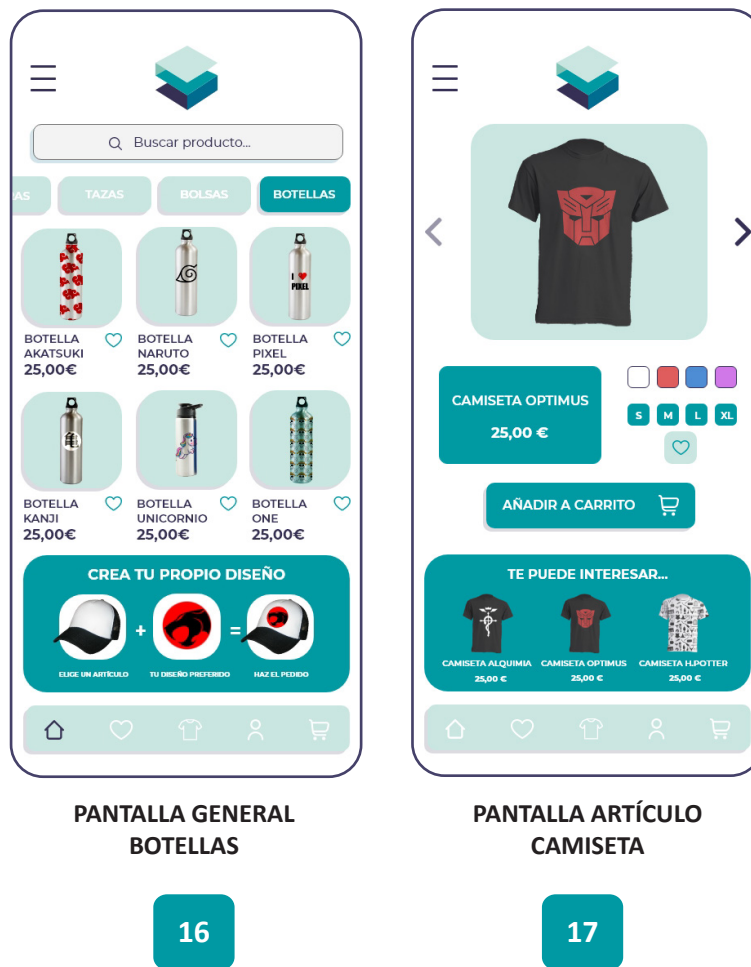 Buscar producto...
AS
TAZAS
BOLSAS
BOTELLAS
I
PIXEL
BOTELLA
AKATSUKI
25,00€
BOTELLA
NARUTO
25,00€
BOTELLA
PIXEL
25,00€
亀
BOTELLA
KANJI
25,00€
BOTELLA
UNICORNIO
25,00€
BOTELLA
ONE
25,00€
CREA TU PROPIO DISEÑO
+
=
ELIGE UN ARTÍCULO
TU DISEÑO PREFERIDO
HAZ EL PEDIDO
PANTALLA GENERAL
BOTELLAS
16
CAMISETA OPTIMUS
25,00 €
S M L XL
AÑADIR A CARRITO
TE PUEDE INTERESAR...
CAMISETA ALQUIMIA
25,00 €
CAMISETA OPTIMUS
25,00 €
CAMISETA H.POTTER
25,00 €
PANTALLA ARTÍCULO
CAMISETA
17